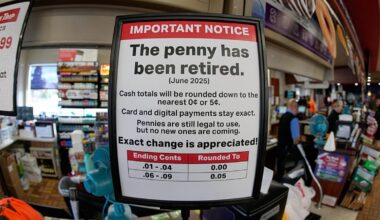 IMPORTANT NOTICE
The penny has
been retired.
(June 2025)
Cash totals will be rounded down to the
nearest 0¢ or 5¢.
Card and digital payments stay exact.
Pennies are still legal to use,
but no new ones are coming.
Exact change is appreciated!
Ending Cents Rounded To
.01 - .04 0.00
.06 - .09 0.05